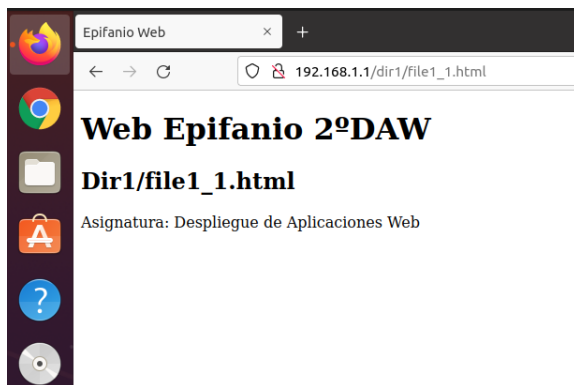 Epifanio Web
192.168.1.1/dir1/file1_1.html
Web Epifanio 2ºDAW
Dir1/file1_1.html
Asignatura: Despliegue de Aplicaciones Web